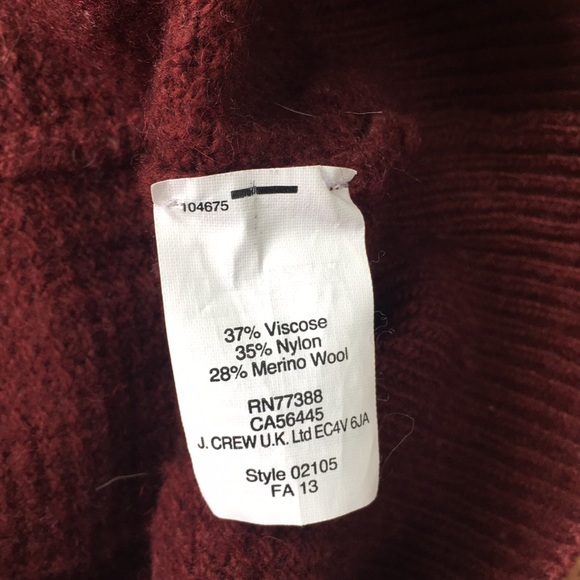 104675
37% Viscose
35% Nylon
28% Merino Wool
RN77388
CA56445
J. CREW U.K. Ltd EC4V 6JA
Style 02105
FA 13